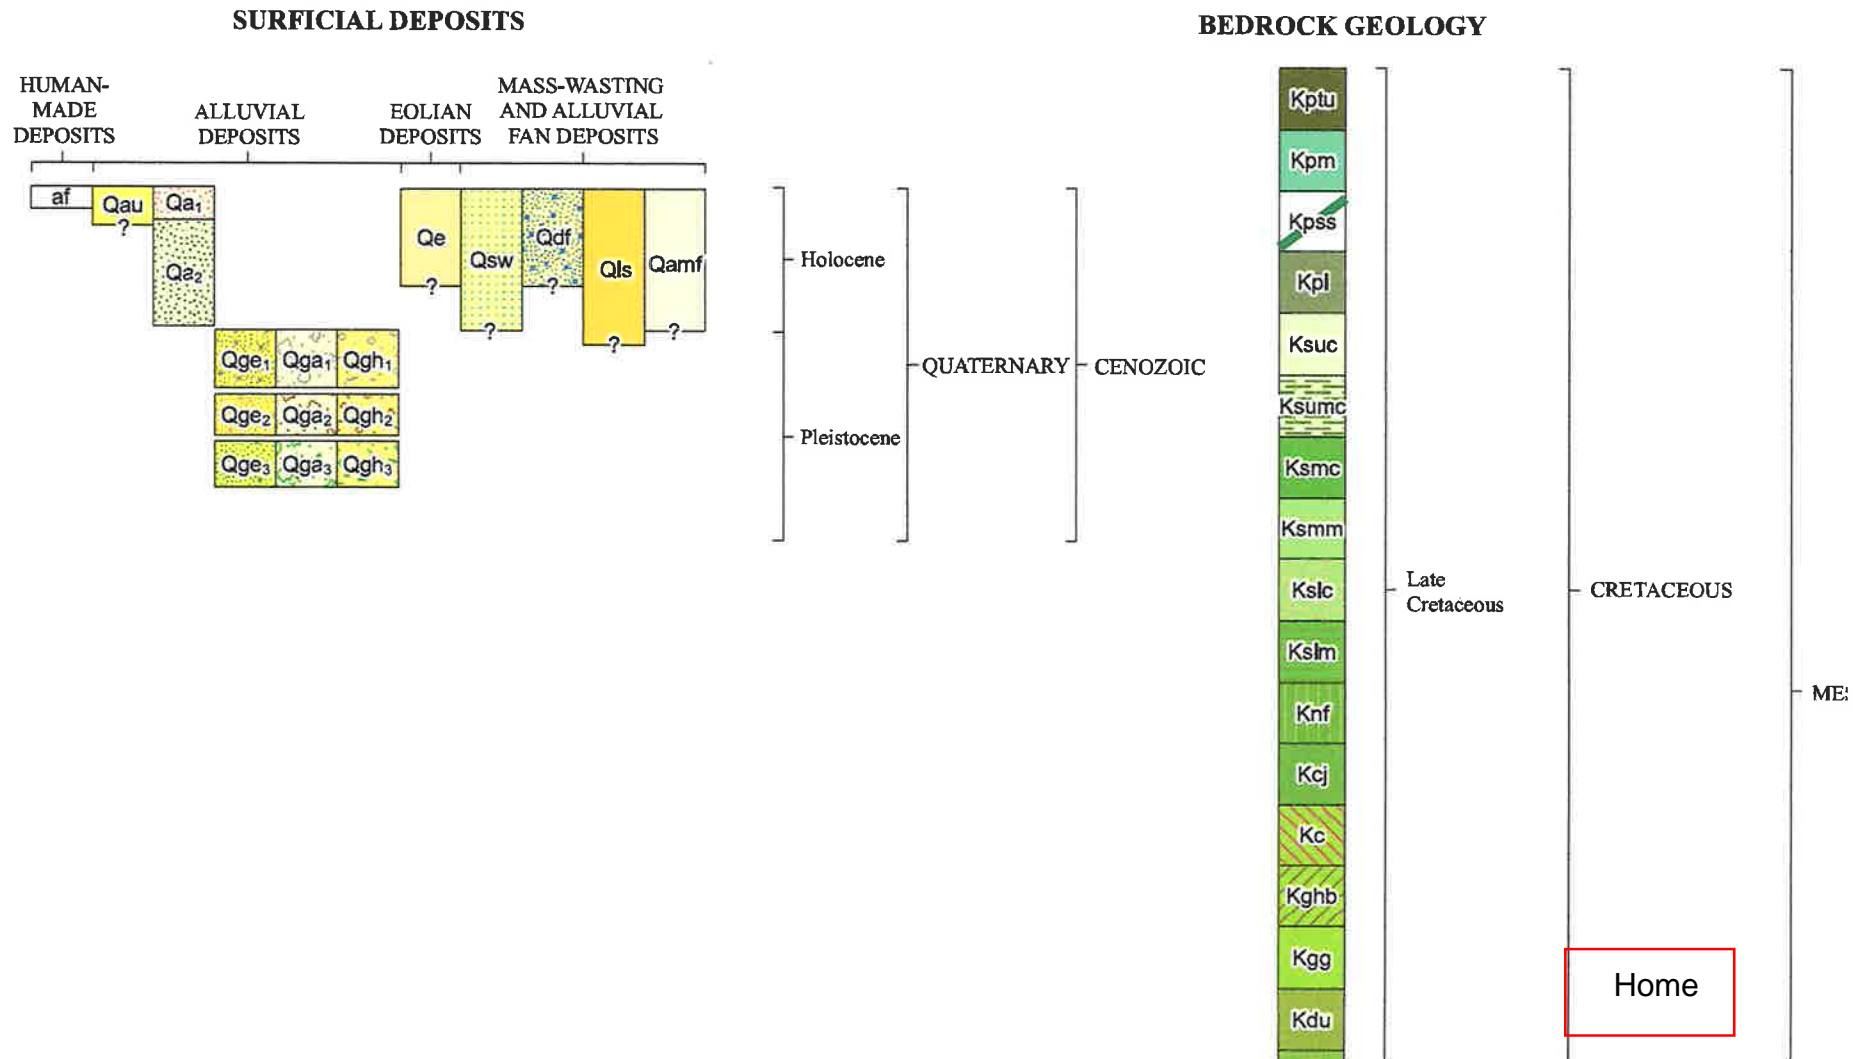 SURFICIAL DEPOSITS
HUMAN-
MADE
DEPOSITS
ALLUVIAL
DEPOSITS
EOLIAN
DEPOSITS
MASS-WASTING
AND ALLUVIAL
FAN DEPOSITS
af
Qau
?
Qa1
Qa2
Qge1 Qga1 Qgh1
Qge2 Qga2 Qgh2
Qge3 Qga3 Qgh3
Qe
?
Qsw
?
Qdf
?
Qls
?
Qamf
?
Holocene
Pleistocene
QUATERNARY
CENOZOIC
BEDROCK GEOLOGY
Kptu
Kpm
Kpss
Kpl
Ksuc
Ksumc
Ksmc
Ksmm
Kslc
Kslm
Knf
Kcj
Kc
Kghb
Kgg
Kdu
Late
Cretaceous
CRETACEOUS
ME
Home